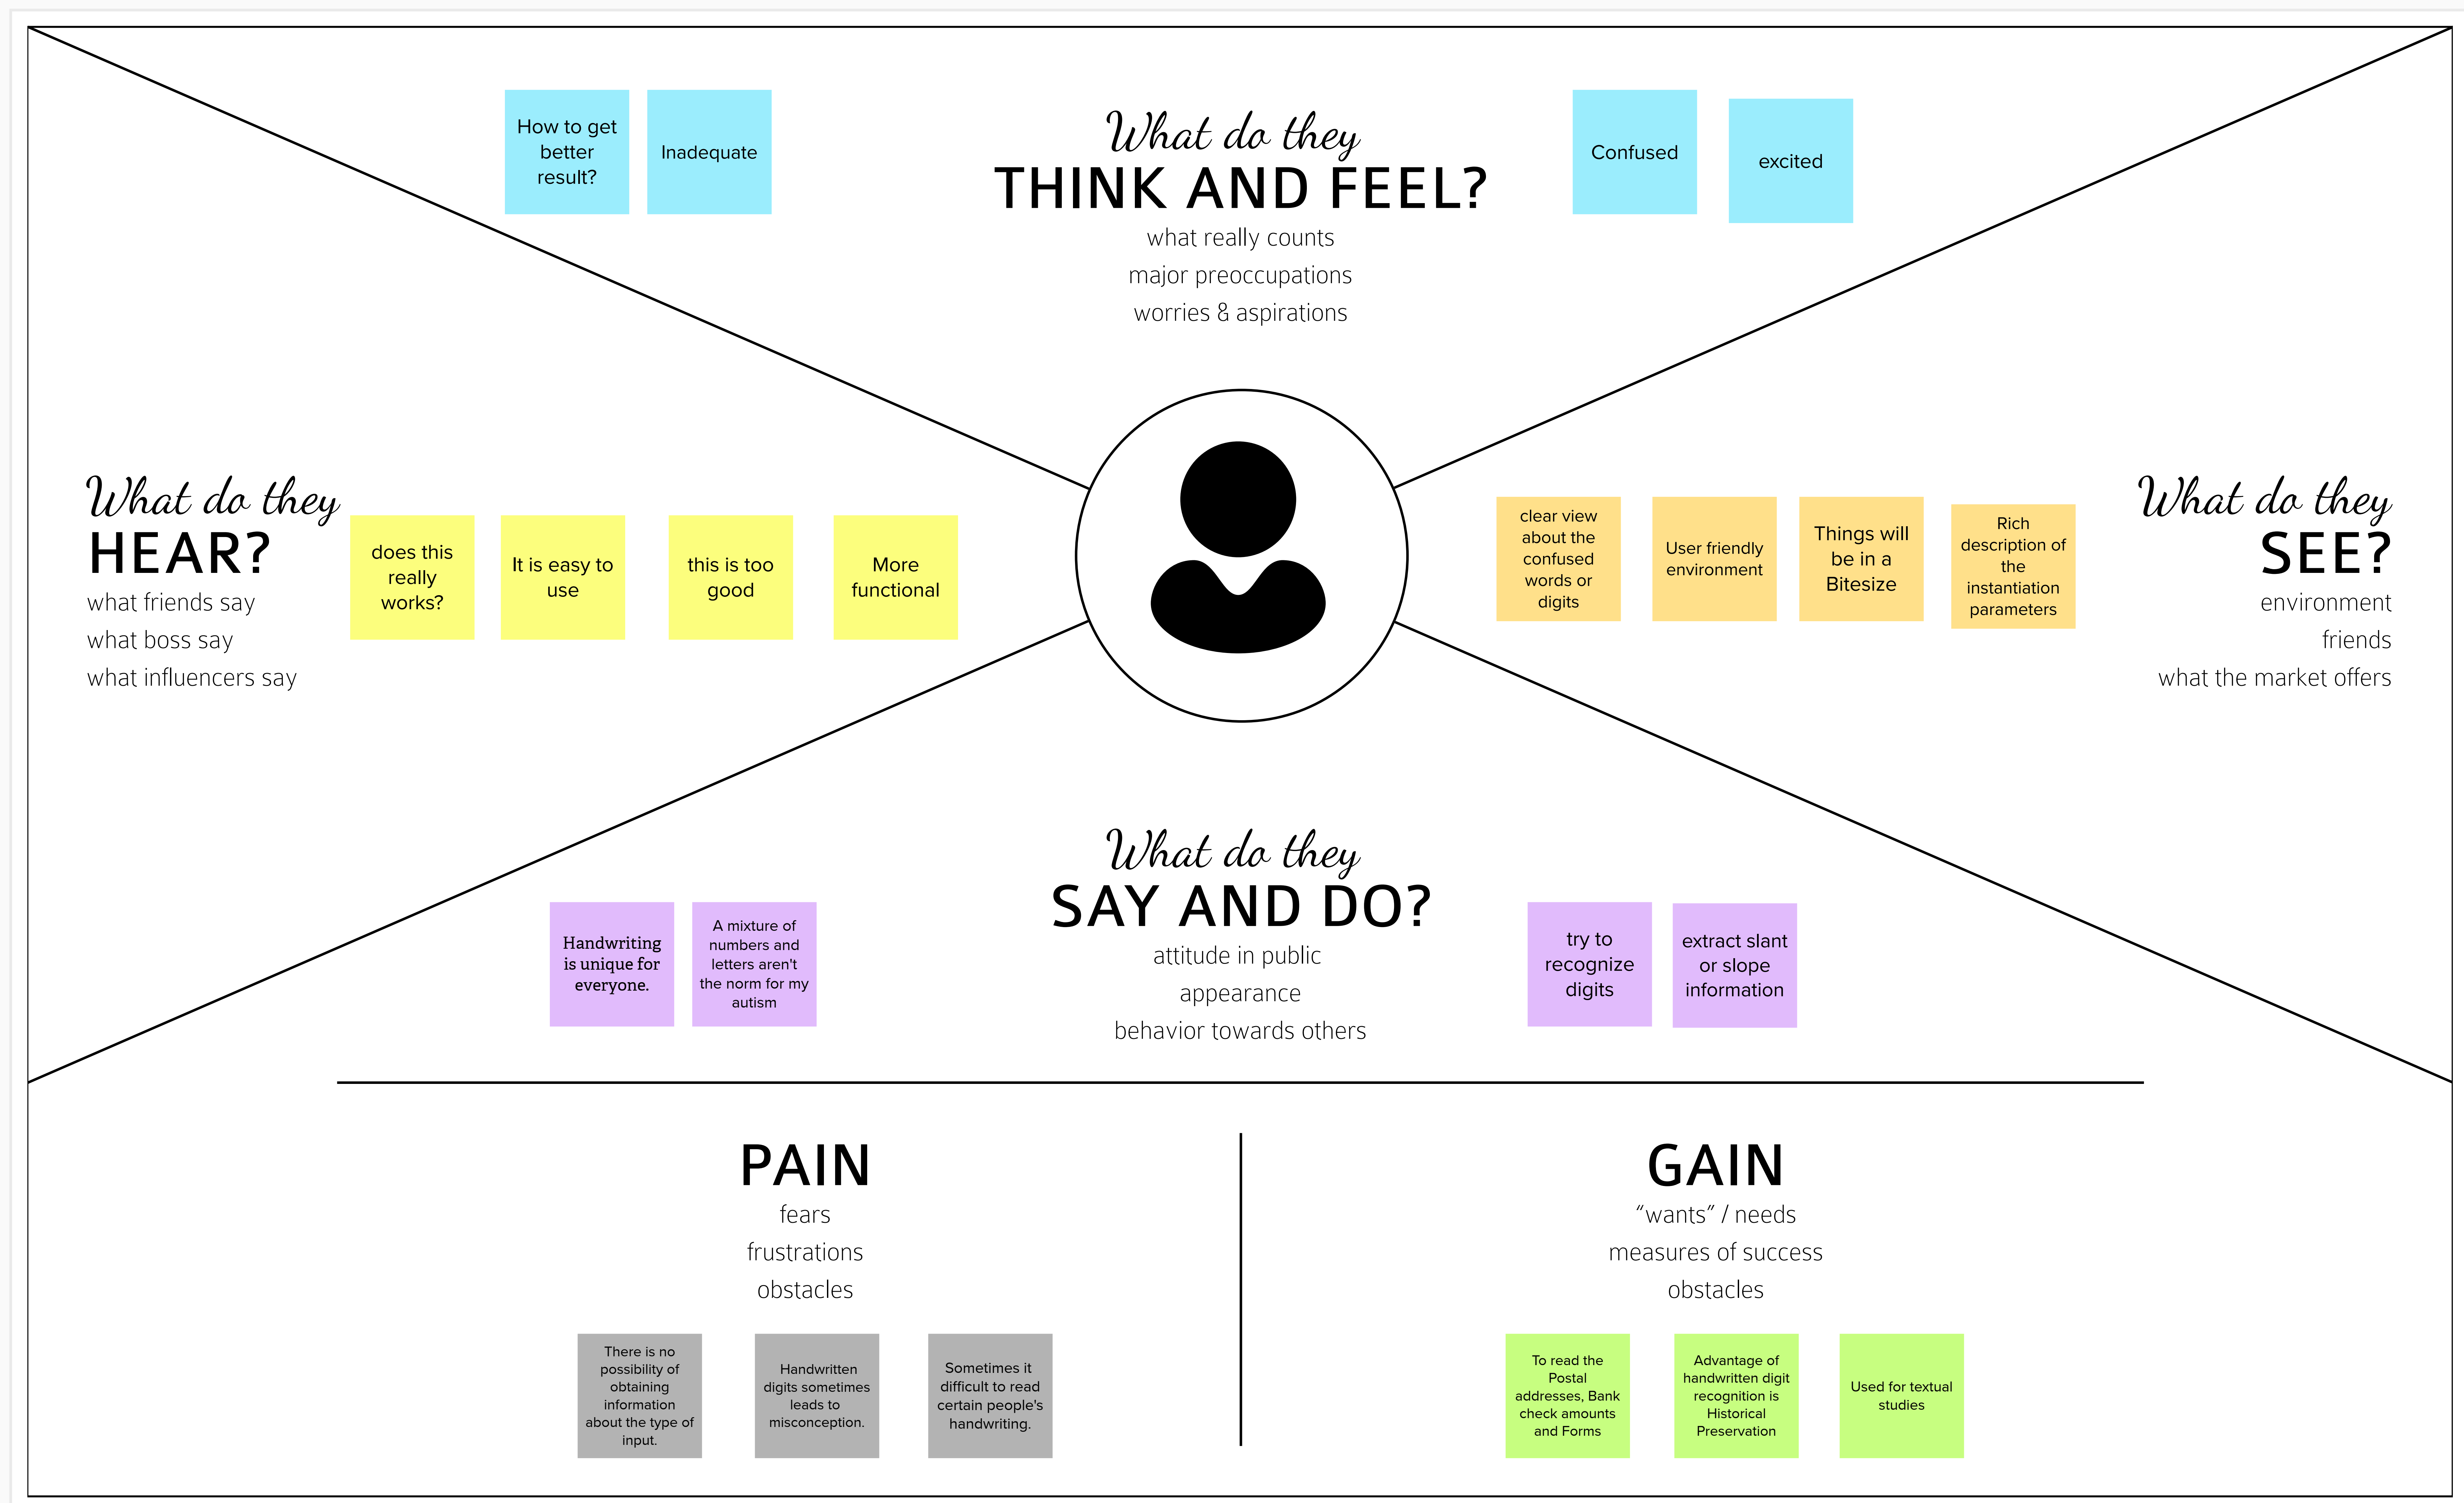 What do they
THINK AND FEEL?
what really counts
major preoccupations
worries & aspirations
How to get
better
result?
Inadequate
Confused
excited
What do they
HEAR?
what friends say
what boss say
what influencers say
does this
really
works?
It is easy to
use
this is too
good
More
functional
clear view
about the
confused
words or
digits
User friendly
environment
Things will
be in a
Bitesize
Rich
description of
the
instantiation
parameters
What do they
SEE?
environment
friends
what the market offers
What do they
SAY AND DO?
attitude in public
appearance
behavior towards others
Handwriting
is unique for
everyone.
A mixture of
numbers and
letters aren't
the norm for my
autism
try to
recognize
digits
extract slant
or slope
information
PAIN
fears
frustrations
obstacles
There is no
possibility of
obtaining
information
about the type of
input.
Handwritten
digits sometimes
leads to
misconception.
Sometimes it
difficult to read
certain people's
handwriting.
GAIN
“wants” / needs
measures of success
obstacles
To read the
Postal
addresses, Bank
check amounts
and Forms
Advantage of
handwritten digit
recognition is
Historical
Preservation
Used for textual
studies